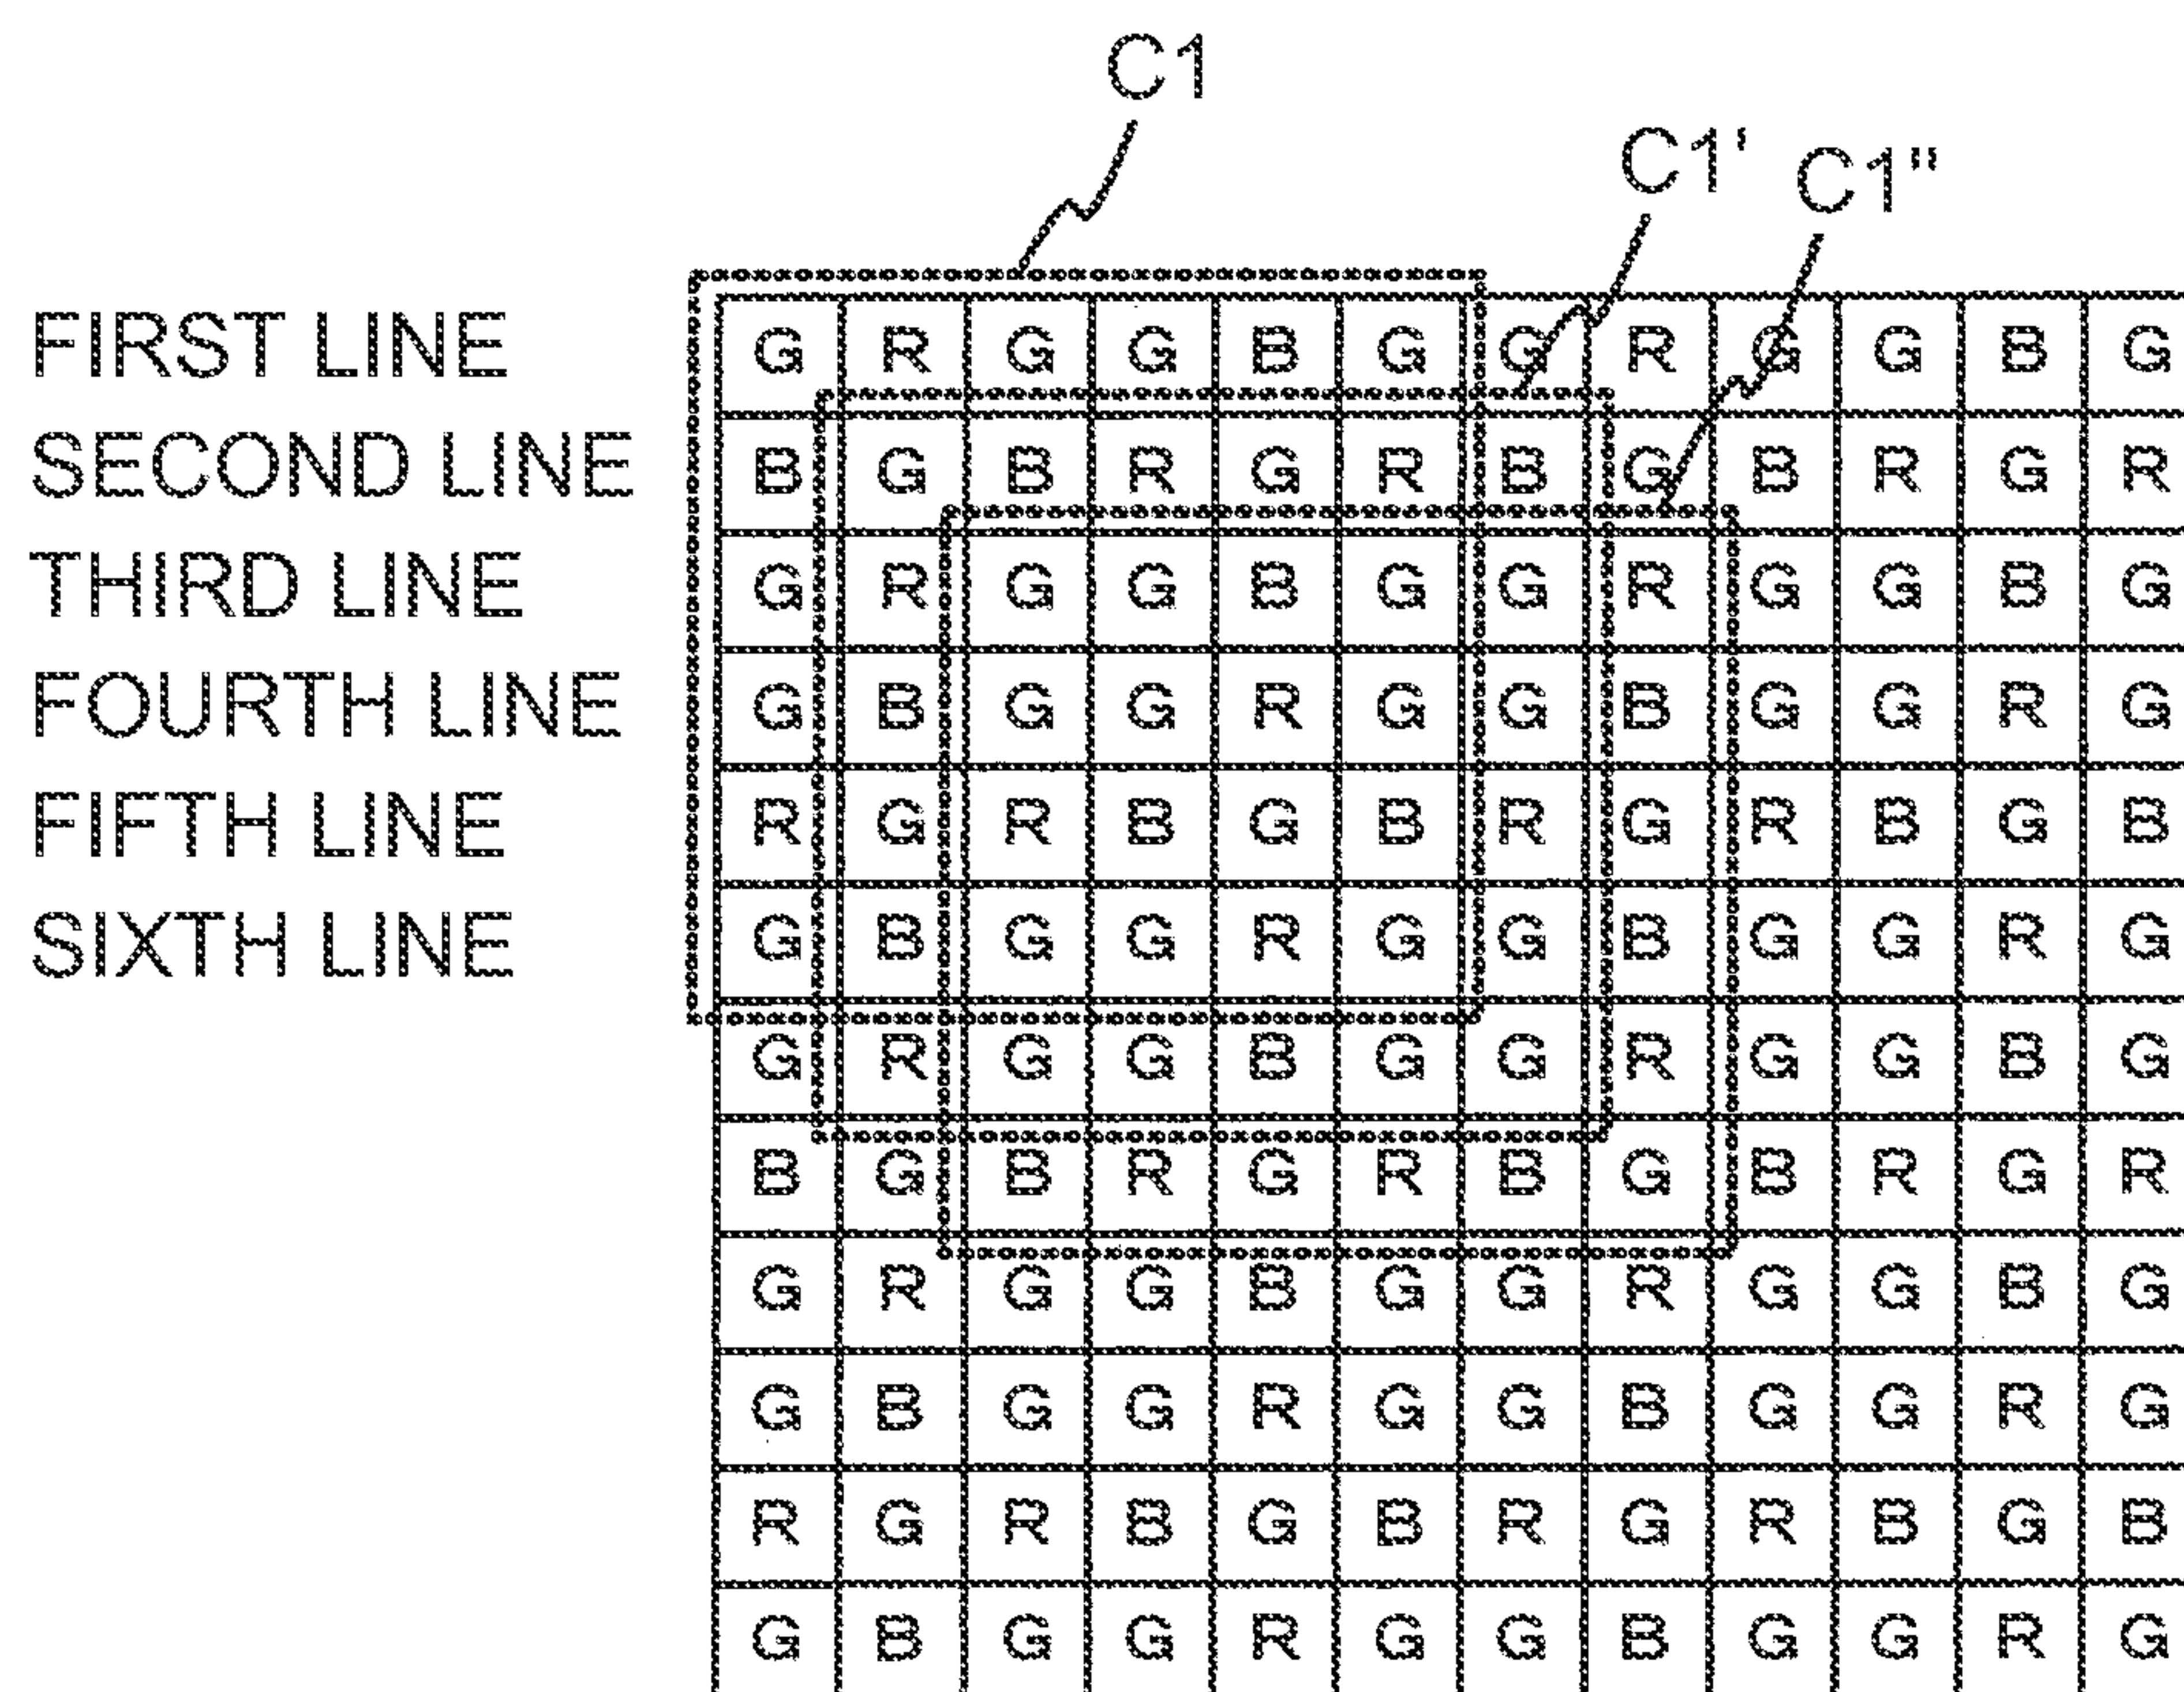 C1
C1' C1"
FIRST LINE G R G G B G G R G G B G
SECOND LINE B G B R G R B G B R G R
THIRD LINE G R G G B G G R G G B G
FOURTH LINE G B G G R G G B G G R G
FIFTH LINE R G R B G B R G R B G B
SIXTH LINE G B G G R G G B G G R G
G R G G B G G R G G B G
B G B R G R B G B R G R
G R G G B G G R G G B G
G B G G R G G B G G R G
R G R B G B R G R B G B
G B G G R G G B G G R G